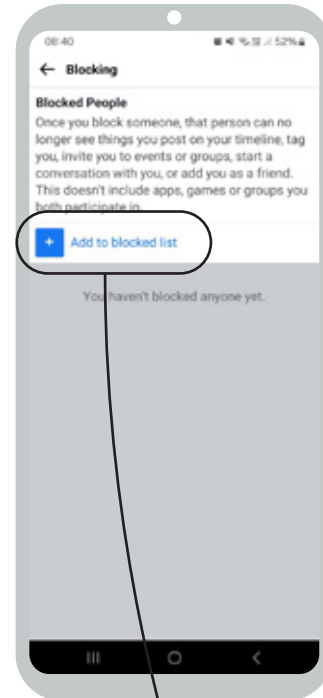 08:40 52%
← Blocking
Blocked People
Once you block someone, that person can no
longer see things you post on your timeline, tag
you, invite you to events or groups, start a
conversation with you, or add you as a friend.
This doesn't include apps, games or groups you
both participate in.
+ Add to blocked list
You haven't blocked anyone yet.